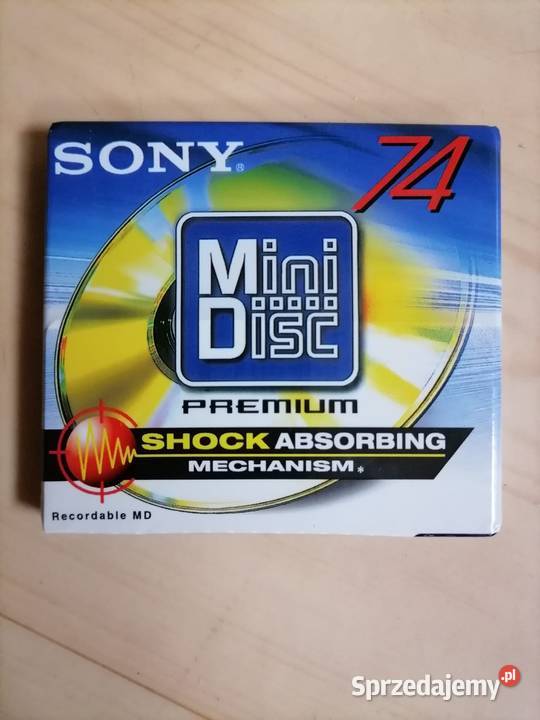 SONY® 74
Mini
Disc
PREMIUM
SHOCK ABSORBING
MECHANISM*
Recordable MD
Sprzedajemy.pl